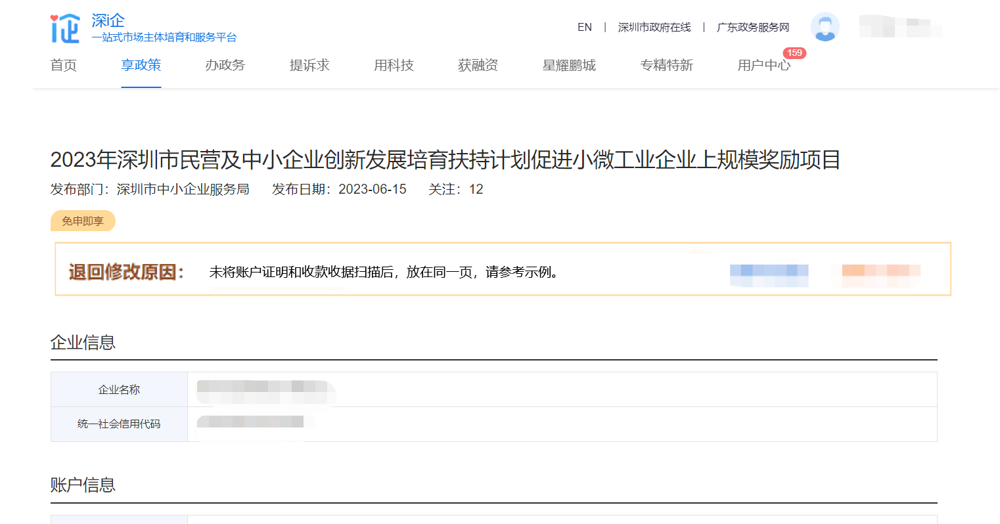 深i企
一站式市场主体培育和服务平台
EN | 深圳市政府在线 | 广东政务服务网
首页 享政策 办政务 提诉求 用科技 获融资 星耀鹏城 专精特新 用户中心 159
2023年深圳市民营及中小企业创新发展培育扶持计划促进小微工业企业上规模奖励项目
发布部门：深圳市中小企业服务局 发布日期：2023-06-15 关注：12
免申即享
退回修改原因： 未将账户证明和收款收据扫描后，放在同一页，请参考示例。
企业信息
企业名称
统一社会信用代码
账户信息